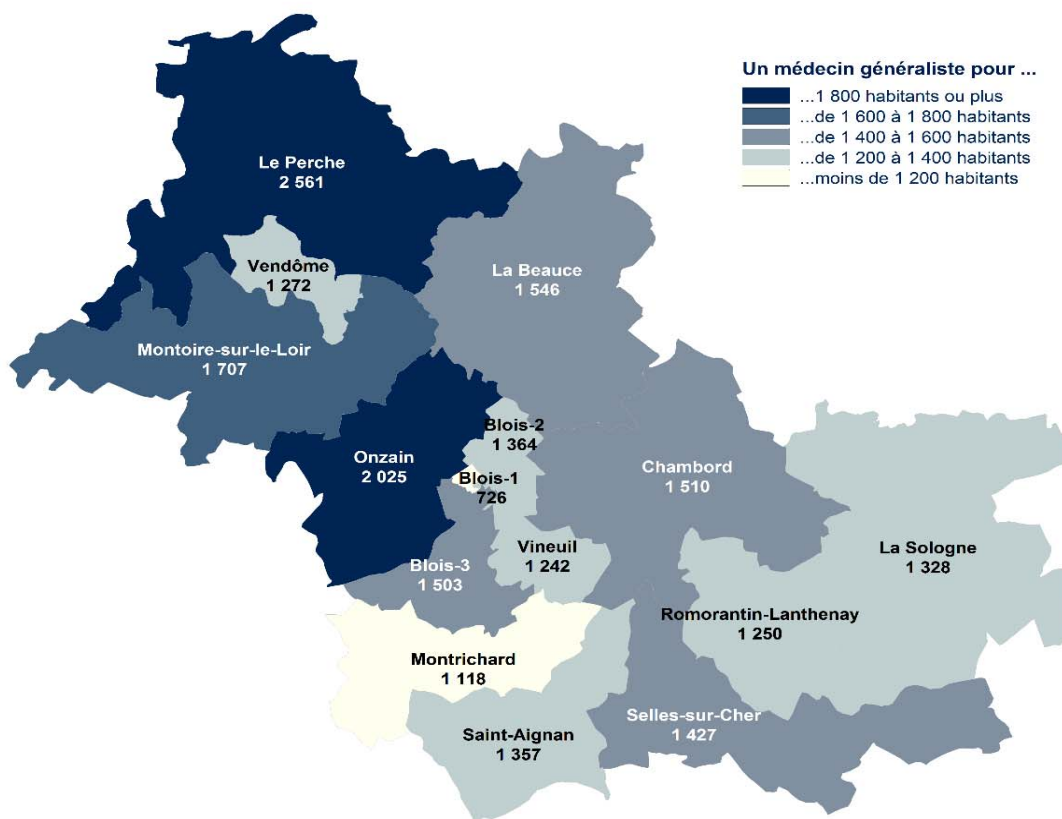 Un médecin généraliste pour ...
...1 800 habitants ou plus
...de 1 600 à 1 800 habitants
...de 1 400 à 1 600 habitants
...de 1 200 à 1 400 habitants
...moins de 1 200 habitants
Le Perche
2 561
Vendôme
1 272
La Beauce
1 546
Montoire-sur-le-Loir
1 707
Blois-2
1 364
Onzain
2 025
Blois-1
726
Chambord
1 510
Vineuil
1 242
La Sologne
1 328
Blois-3
1 503
Romorantin-Lanthenay
1 250
Montrichard
1 118
Selles-sur-Cher
1 427
Saint-Aignan
1 357